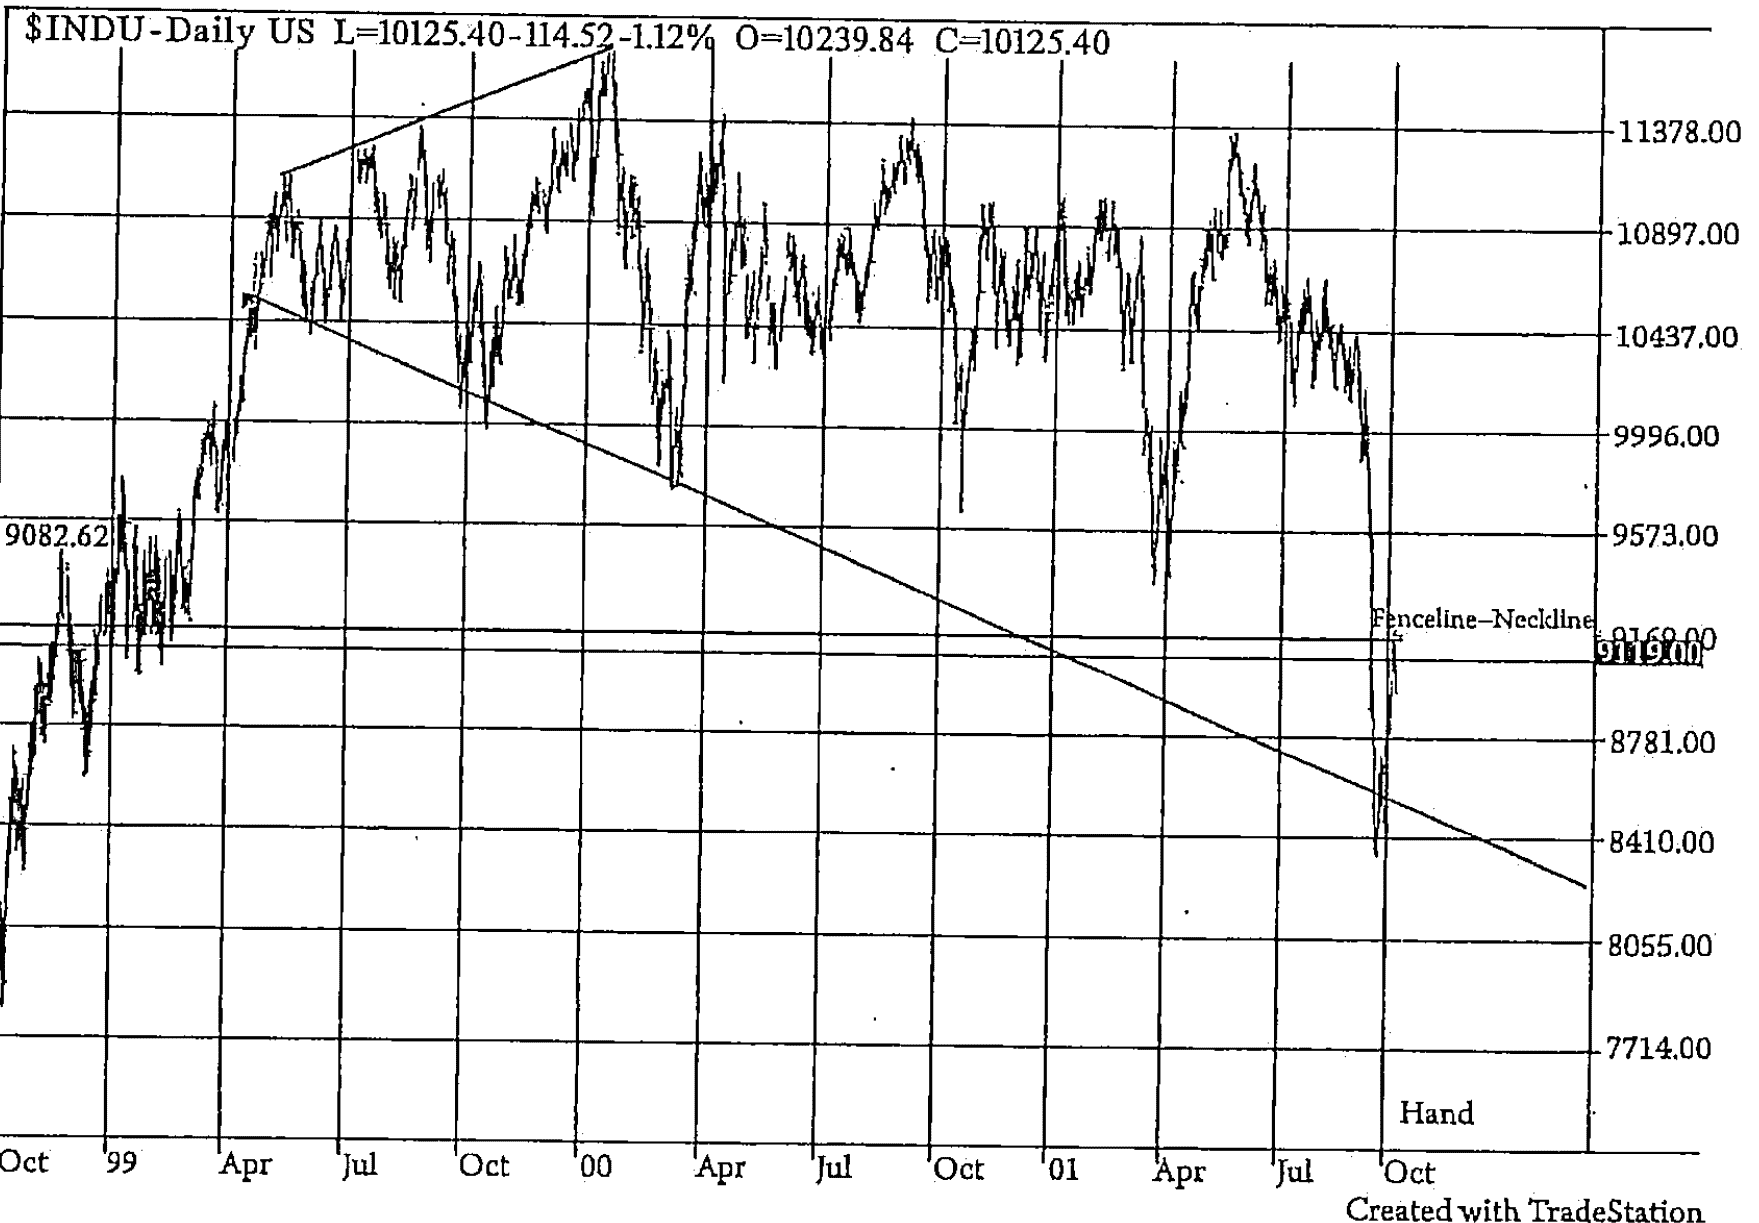 $INDU-Daily US L=10125.40-114.52-1.12% O=10239.84 C=10125.40
11378.00
10897.00
10437.00
9996.00
9082.62
9573.00
Fenceline-Neckline
9169.00
9119.00
8781.00
8410.00
8055.00
7714.00
Hand
Oct 99 Apr Jul Oct 00 Apr Jul Oct 01 Apr Jul Oct
Created with TradeStation